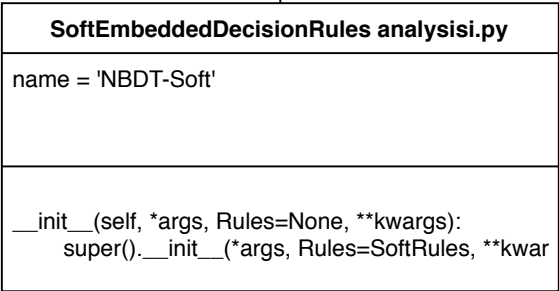 SoftEmbeddedDecisionRules analysisi.py
name = 'NBDT-Soft'
__init__(self, *args, Rules=None, **kwargs):
super().__init__(*args, Rules=SoftRules, **kwar